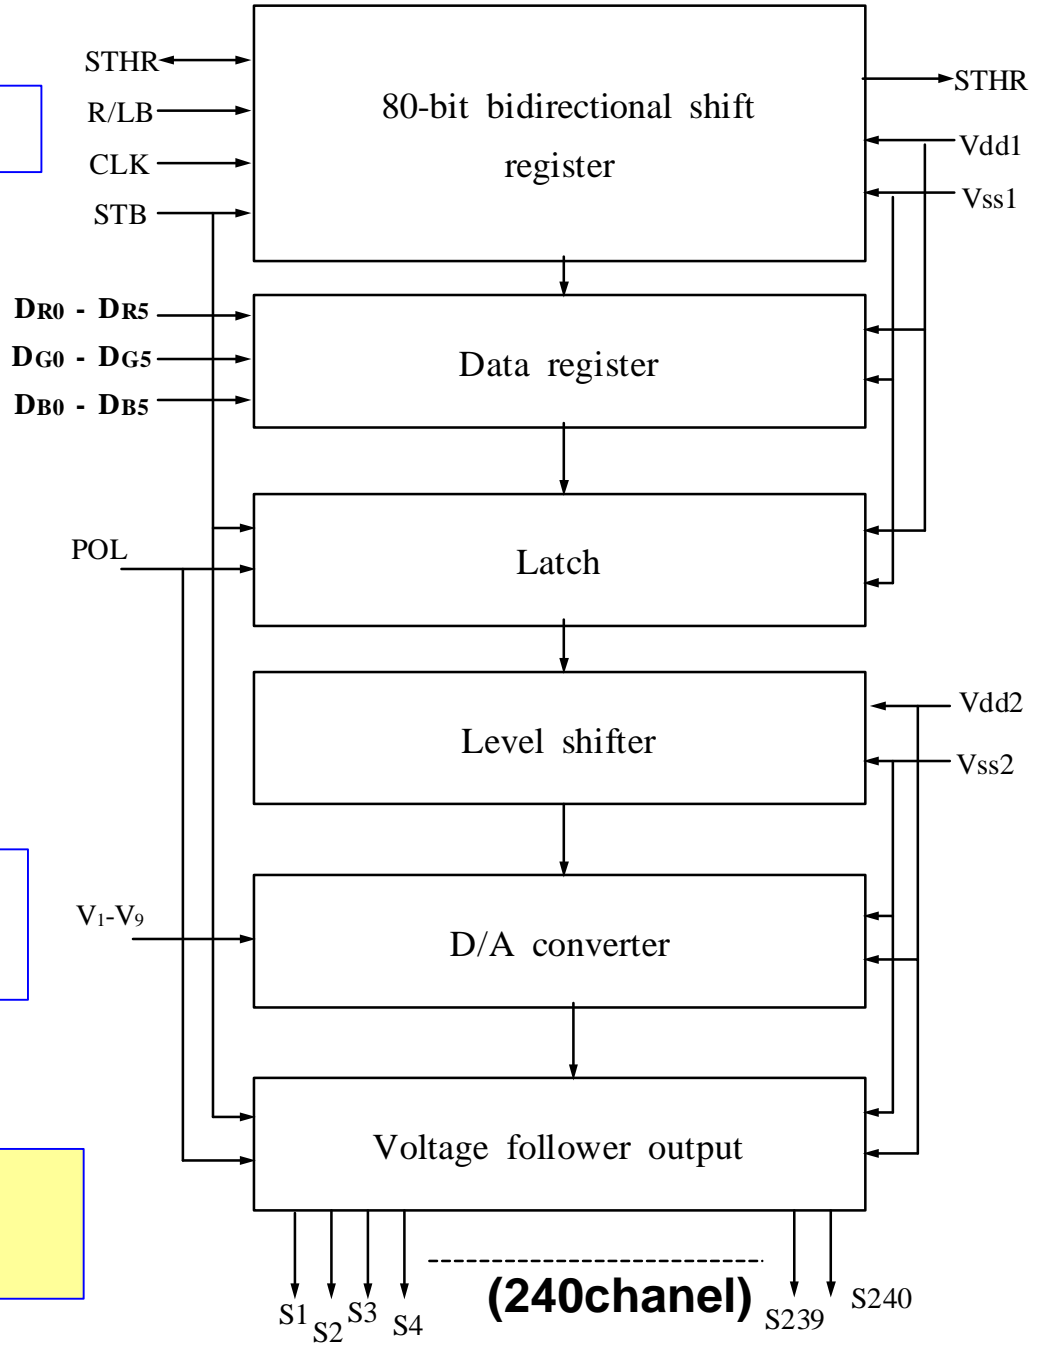 STHR
STHR
R/LB
80-bit bidirectional shift
register
Vdd1
CLK
Vss1
STB
DR0 - DR5
DG0 - DG5
Data register
DB0 - DB5
POL
Latch
Vdd2
Level shifter
Vss2
V1-V9
D/A converter
Voltage follower output
(240chanel)
S1
S2
S3
S4
S239
S240